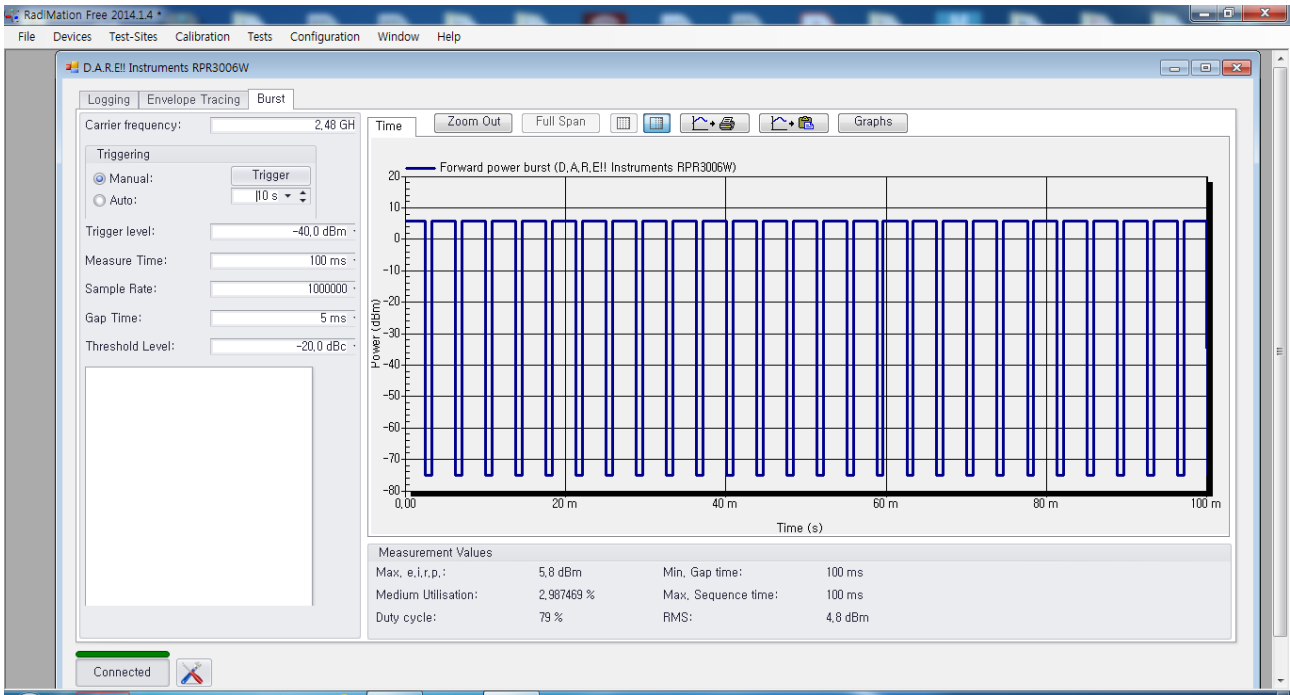 RadiMation Free 2014.1.4 *
File Devices Test-Sites Calibration Tests Configuration Window Help
D.A.R.E!! Instruments RPR3006W
Logging Envelope Tracing Burst
Carrier frequency: 2,48 GH
Triggering
Manual: Trigger
Auto: 10 s
Trigger level: -40,0 dBm
Measure Time: 100 ms
Sample Rate: 1000000
Gap Time: 5 ms
Threshold Level: -20,0 dBc
Time Zoom Out Full Span Graphs
Forward power burst (D,A,R,E!! Instruments RPR3006W)
Power (dBm)
20
10
0
-10
-20
-30
-40
-50
-60
-70
-80
0,00 20 m 40 m 60 m 80 m 100 m
Time (s)
Measurement Values
Max, e,i,r,p,: 5,8 dBm Min, Gap time: 100 ms
Medium Utilisation: 2,987469 % Max, Sequence time: 100 ms
Duty cycle: 79 % RMS: 4,8 dBm
Connected